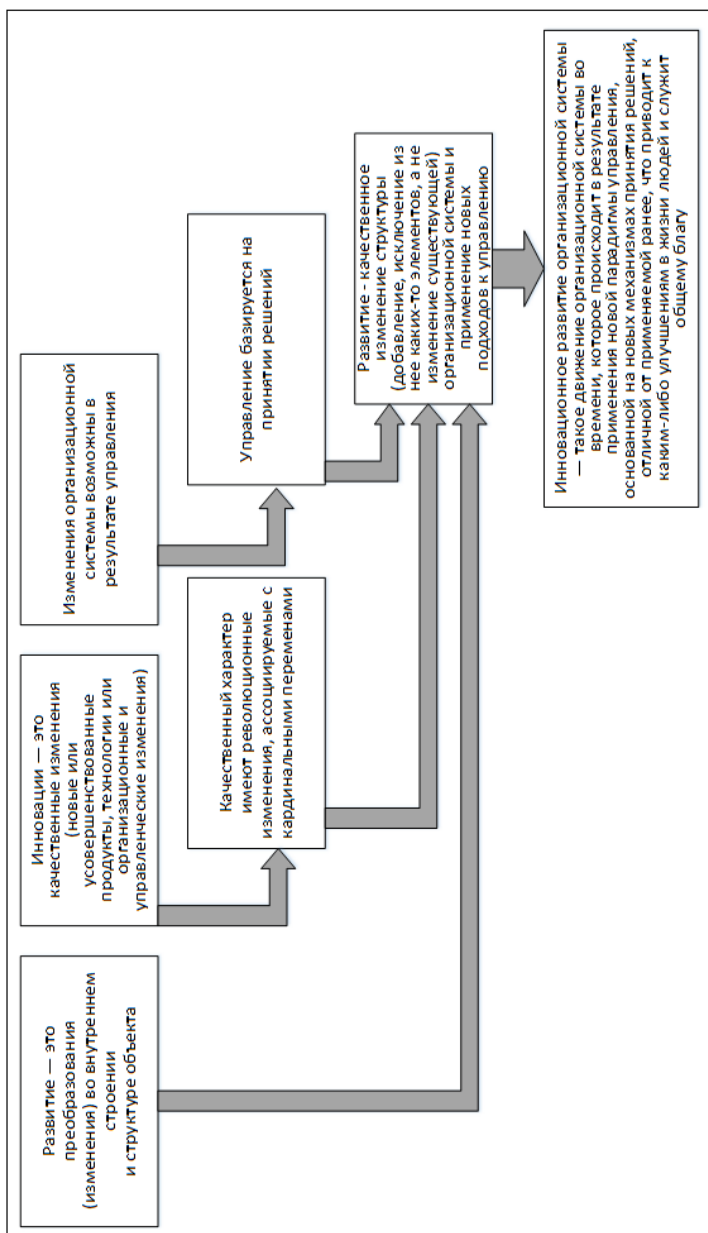 Развитие — это
преобразования
(изменения) во внутреннем
строении
и структуре объекта
Инновации — это
качественные изменения
(новые или
усовершенствованные
продукты, технологии или
организационные и
управленческие изменения)
Изменения организационной
системы возможны в
результате управления
Качественный характер
имеют революционные
изменения, ассоциируемые с
кардинальными переменами
Управление базируется на
принятии решений
Развитие - качественное
изменение структуры
(добавление, исключение из
нее каких-то элементов, а не
изменение существующей)
организационной системы и
применение новых
подходов к управлению
Инновационное развитие организационной системы
— такое движение организационной системы во
времени, которое происходит в результате
применения новой парадигмы управления,
основанной на новых механизмах принятия решений,
отличной от применяемой ранее, что приводит к
каким-либо улучшениям в жизни людей и служит
общему благу